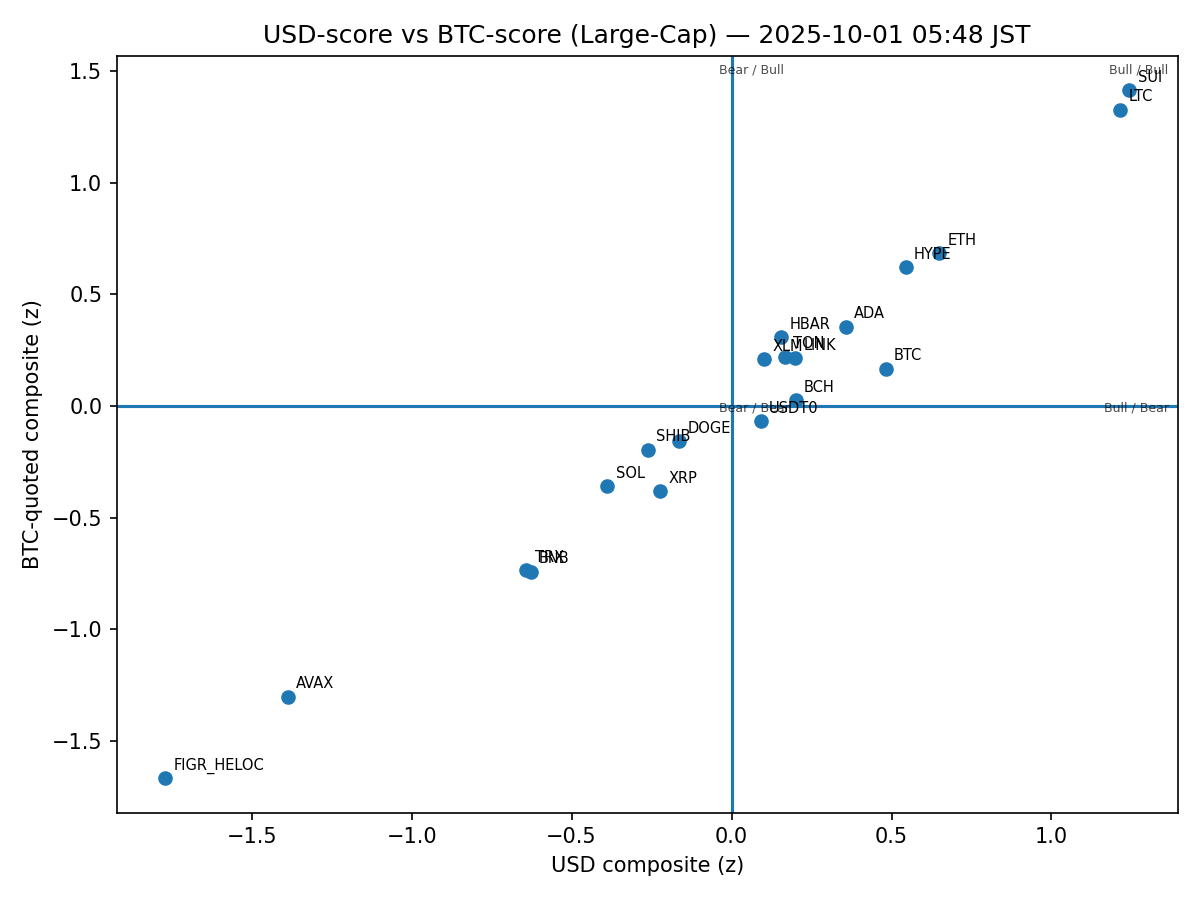 USD-score vs BTC-score (Large-Cap) — 2025-10-01 05:48 JST
Bear / Bull
Bull / Bull
SUI
LTC
ETH
HYPE
ADA
HBAR
TON
LINK
XLM
BTC
BCH
Bear / Bear
USDT0
Bull / Bear
DOGE
SHIB
SOL
XRP
TRX
BNB
AVAX
FIGR_HELOC
1.5
1.0
0.5
0.0
−0.5
−1.0
−1.5
BTC-quoted composite (z)
−1.5
−1.0
−0.5
0.0
0.5
1.0
USD composite (z)